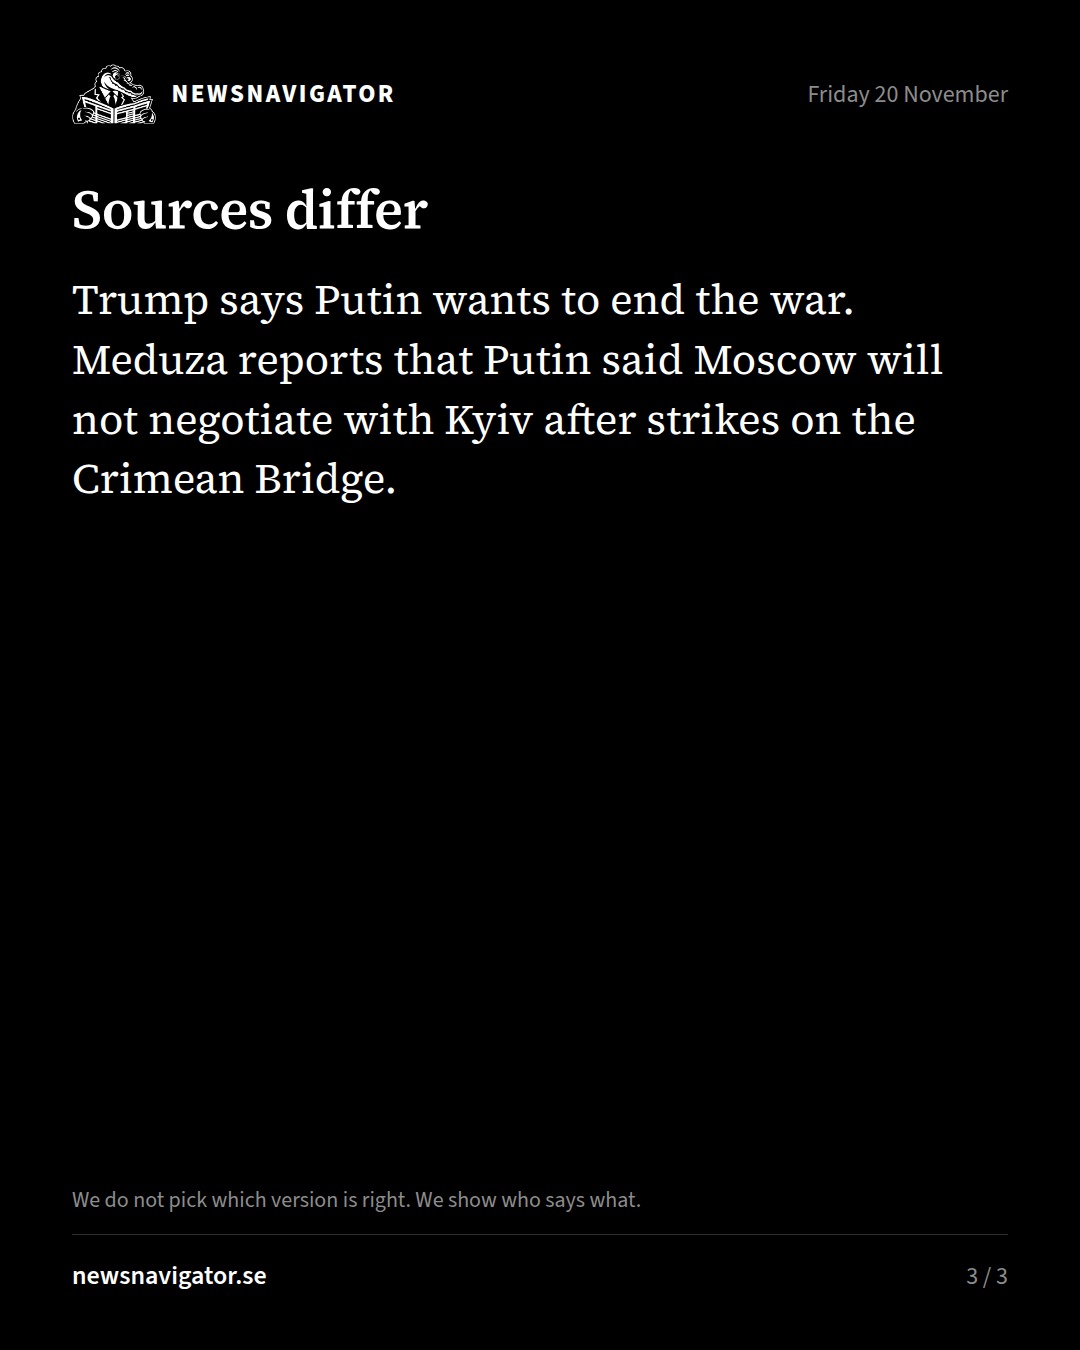 NEWSNAVIGATOR
Friday 20 November
Sources differ
Trump says Putin wants to end the war.
Meduza reports that Putin said Moscow will
not negotiate with Kyiv after strikes on the
Crimean Bridge.
We do not pick which version is right. We show who says what.
newsnavigator.se
3 / 3